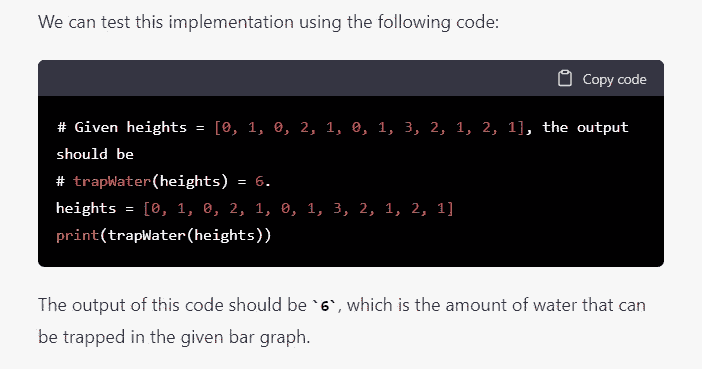 We can test this implementation using the following code:
Copy code
# Given heights = [0, 1, 0, 2, 1, 0, 1, 3, 2, 1, 2, 1], the output
should be
# trapWater(heights) = 6.
heights = [0, 1, 0, 2, 1, 0, 1, 3, 2, 1, 2, 1]
print(trapWater(heights))
The output of this code should be `6`, which is the amount of water that can
be trapped in the given bar graph.